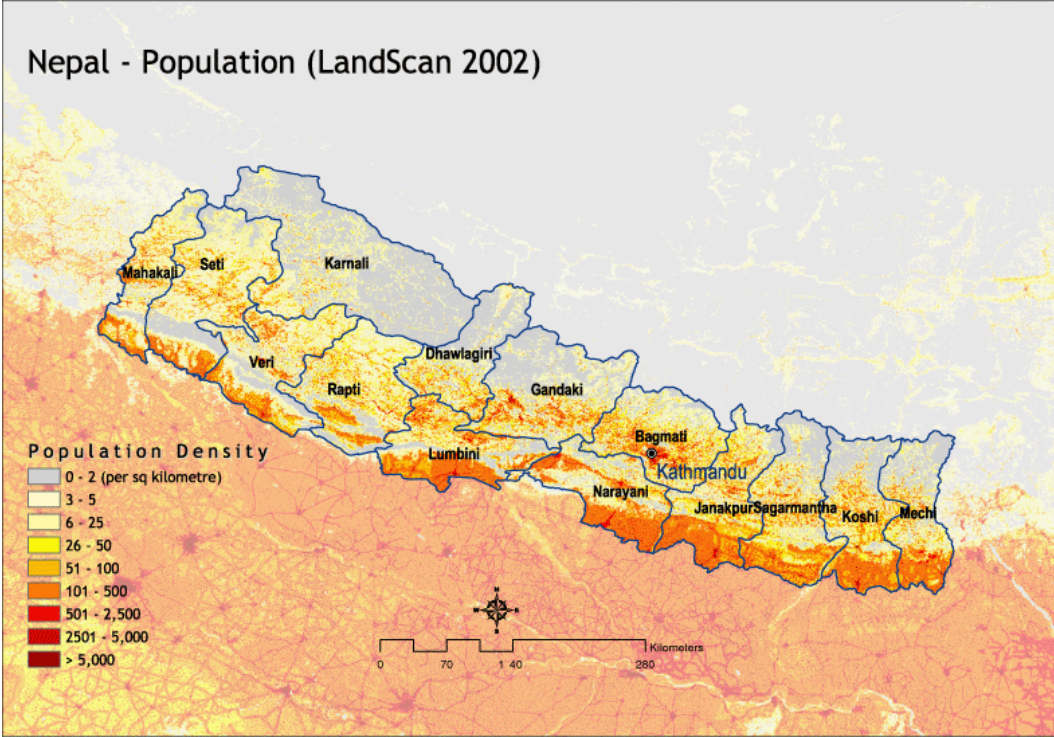 Nepal - Population (LandScan 2002)
Mahakali
Seti
Karnali
Veri
Rapti
Dhawlagiri
Gandaki
Lumbini
Bagmati
Kathmandu
Narayani
Janakpur
Sagarmantha
Koshi
Mechi
Population Density
0 - 2 (per sq kilometre)
3 - 5
6 - 25
26 - 50
51 - 100
101 - 500
501 - 2,500
2501 - 5,000
> 5,000
N
W E
S
Kilometers
0 70 1 40 280